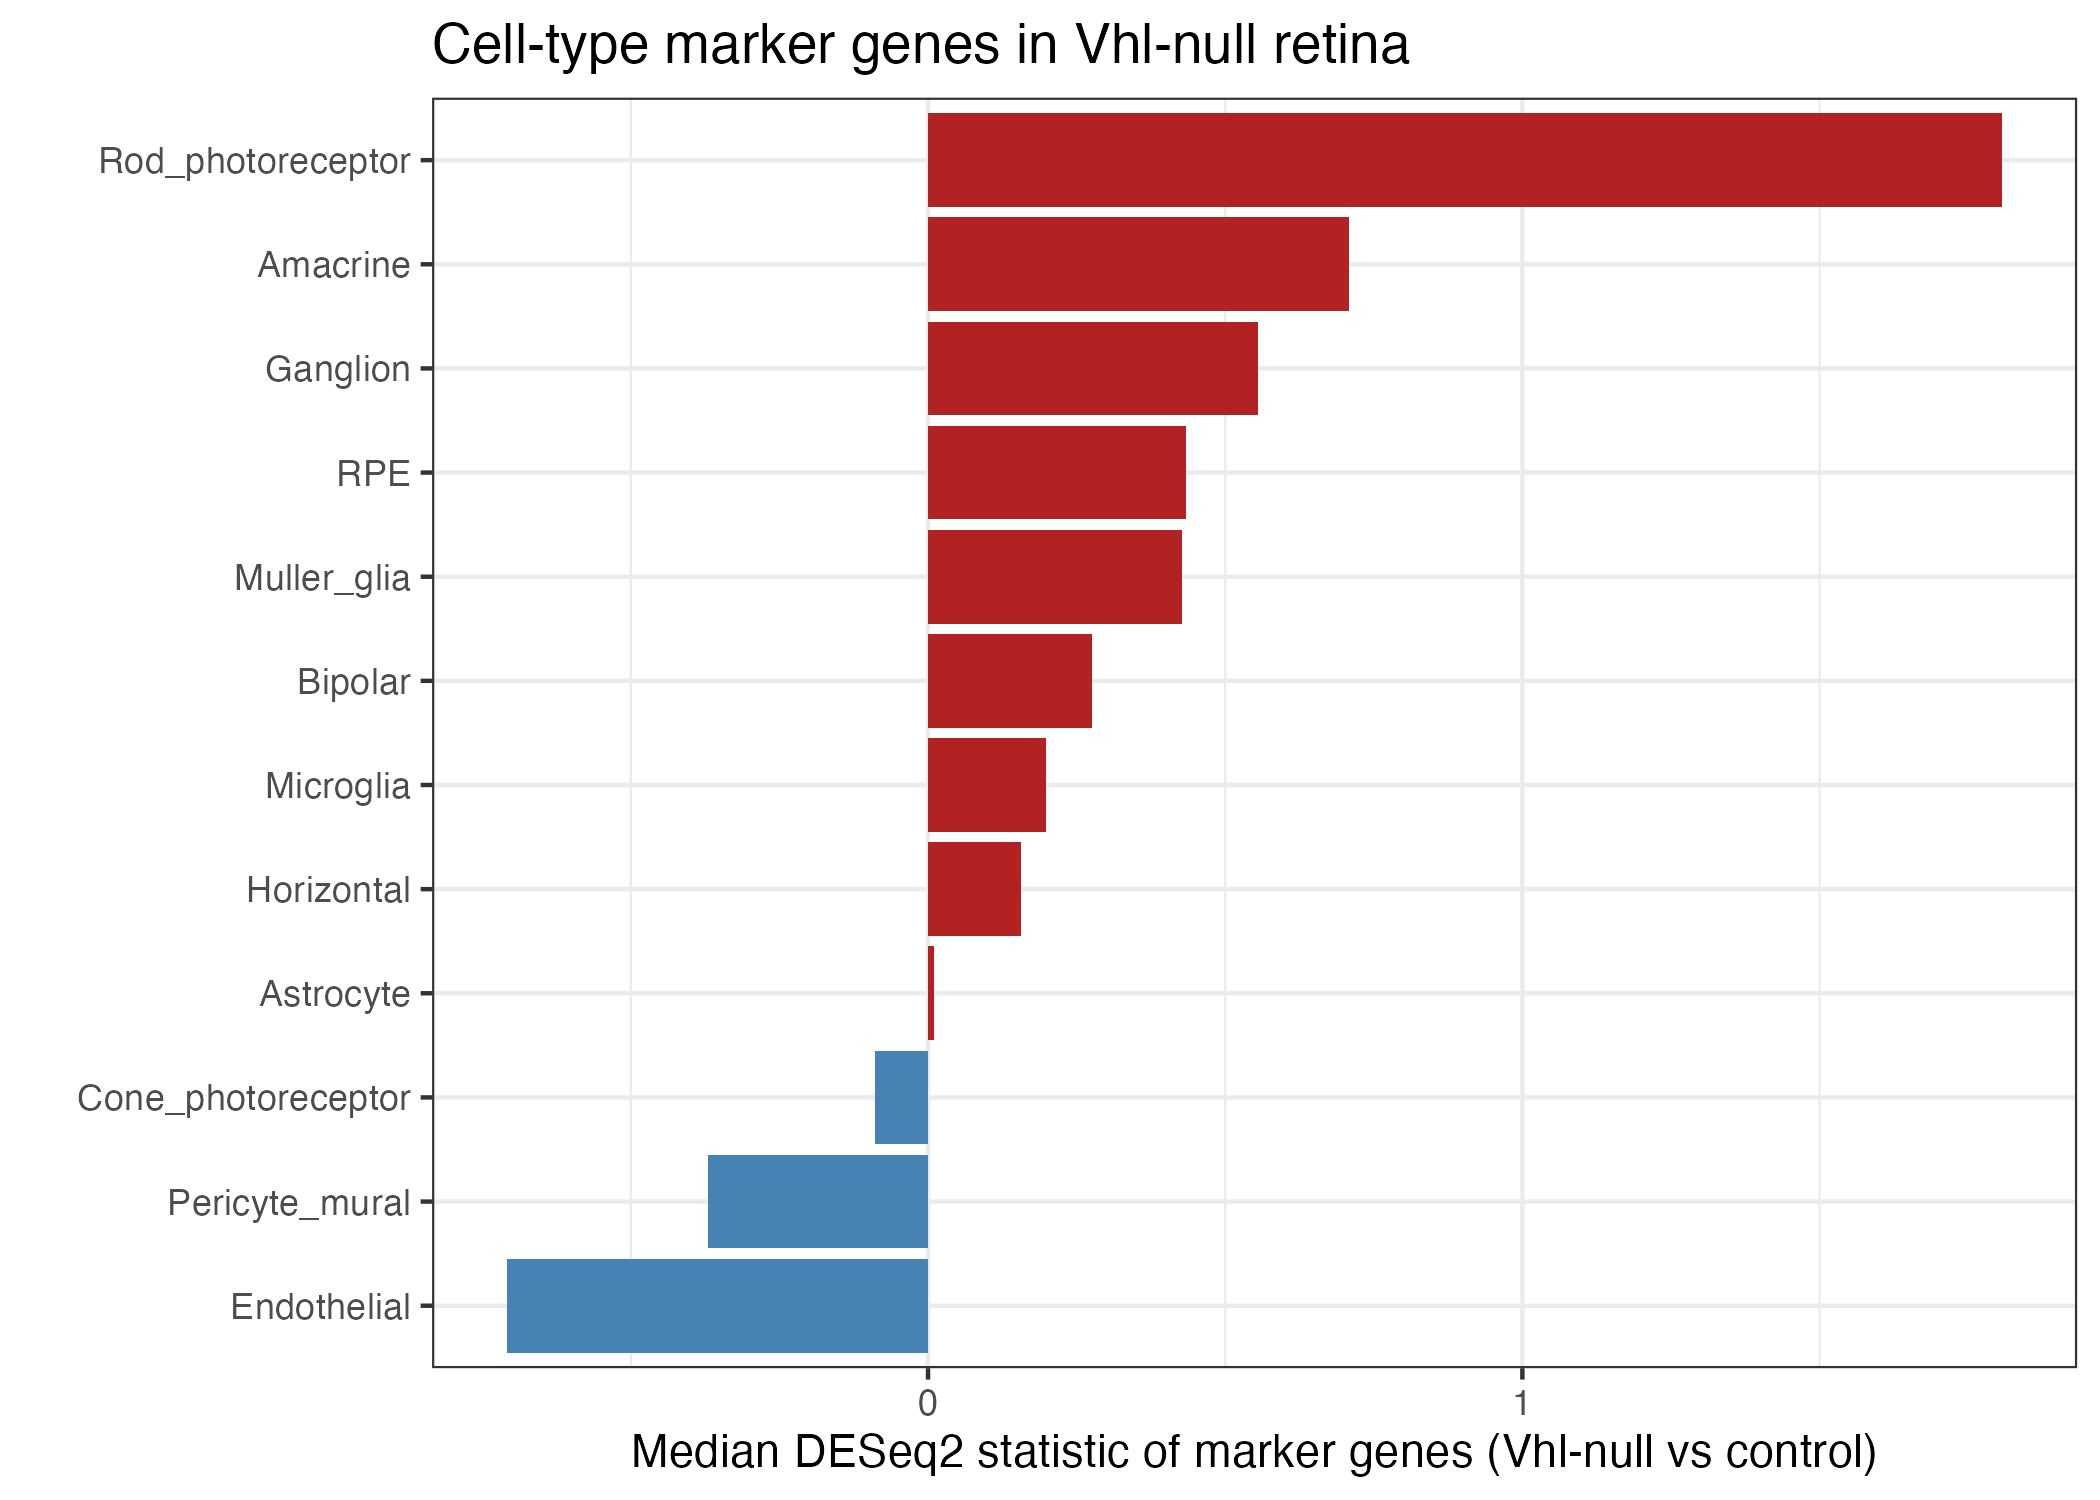 Cell-type marker genes in Vhl-null retina
Rod_photoreceptor
Amacrine
Ganglion
RPE
Muller_glia
Bipolar
Microglia
Horizontal
Astrocyte
Cone_photoreceptor
Pericyte_mural
Endothelial
0 1
Median DESeq2 statistic of marker genes (Vhl-null vs control)